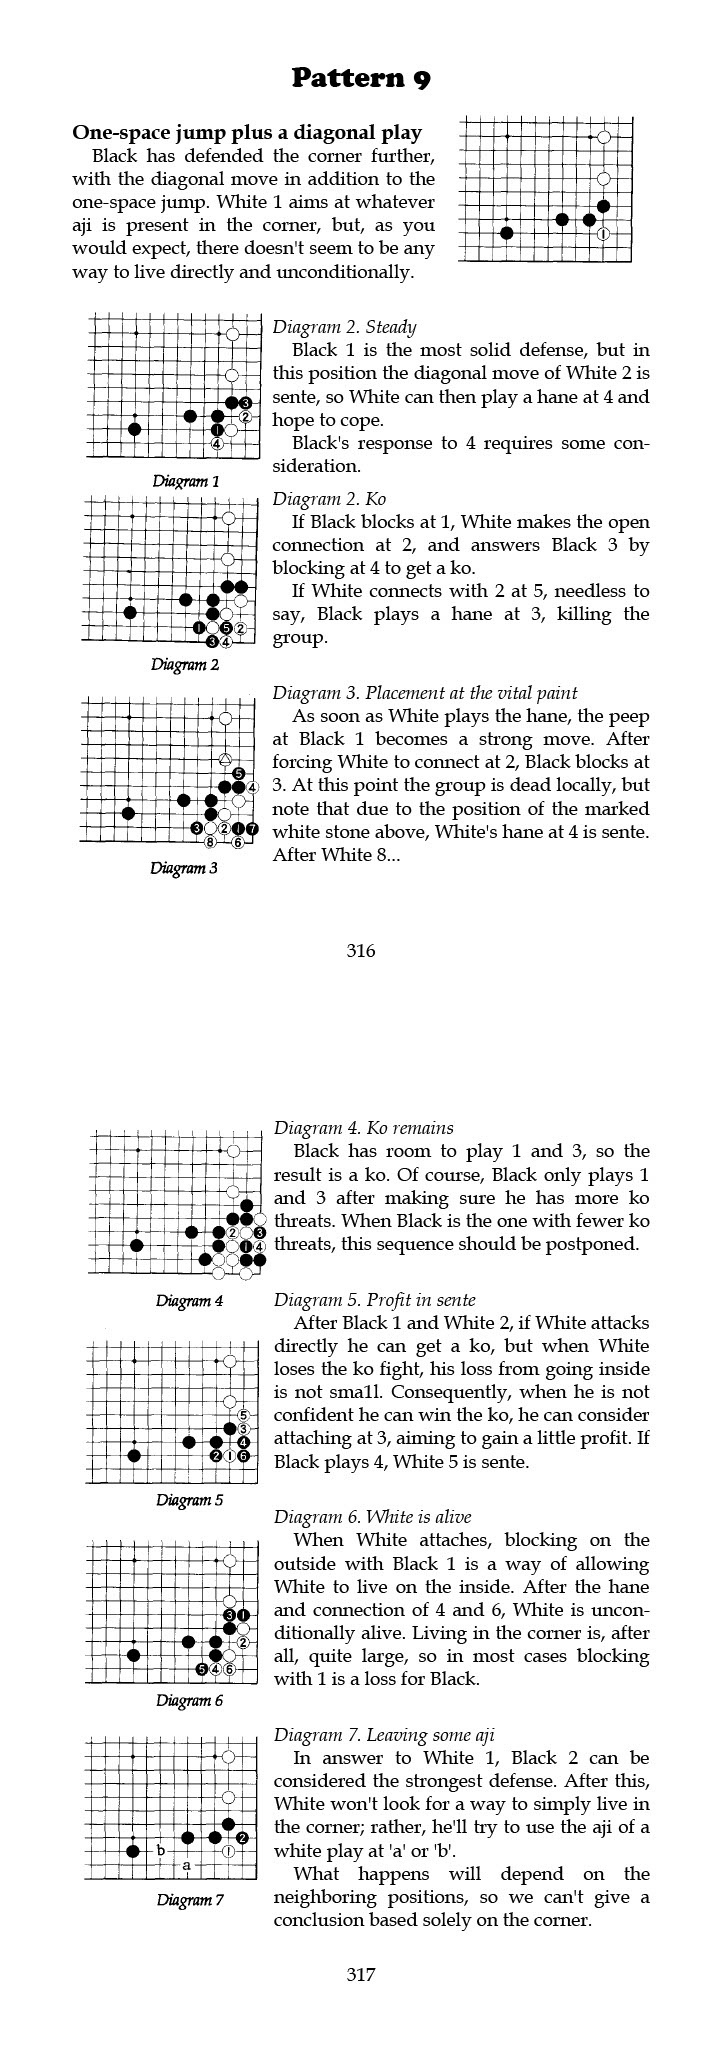 Pattern 9
One-space jump plus a diagonal play
Black has defended the corner further,
with the diagonal move in addition to the
one-space jump. White 1 aims at whatever
aji is present in the corner, but, as you
would expect, there doesn't seem to be any
way to live directly and unconditionally.
1
Diagram 2. Steady
Black 1 is the most solid defense, but in
this position the diagonal move of White 2 is
sente, so White can then play a hane at 4 and
hope to cope.
Black's response to 4 requires some con-
sideration.
3
2
1
4
Diagram 1
Diagram 2. Ko
If Black blocks at 1, White makes the open
connection at 2, and answers Black 3 by
blocking at 4 to get a ko.
If White connects with 2 at 5, needless to
say, Black plays a hane at 3, killing the
group.
1 5 2
3 4
Diagram 2
Diagram 3. Placement at the vital paint
As soon as White plays the hane, the peep
at Black 1 becomes a strong move. After
forcing White to connect at 2, Black blocks at
3. At this point the group is dead locally, but
note that due to the position of the marked
white stone above, White's hane at 4 is sente.
After White 8...
5
4
3 2 1 7
8 6
Diagram 3
316
Diagram 4. Ko remains
Black has room to play 1 and 3, so the
result is a ko. Of course, Black only plays 1
and 3 after making sure he has more ko
threats. When Black is the one with fewer ko
threats, this sequence should be postponed.
2 3
1 4
Diagram 4
Diagram 5. Profit in sente
After Black 1 and White 2, if White attacks
directly he can get a ko, but when White
loses the ko fight, his loss from going inside
is not sma1l. Consequently, when he is not
confident he can win the ko, he can consider
attaching at 3, aiming to gain a little profit. If
Black plays 4, White 5 is sente.
5
3
4
2 1 6
Diagram 5
Diagram 6. White is alive
When White attaches, blocking on the
outside with Black 1 is a way of allowing
White to live on the inside. After the hane
and connection of 4 and 6, White is uncon-
ditionally alive. Living in the corner is, after
all, quite large, so in most cases blocking
with 1 is a loss for Black.
3 1
2
5 4 6
Diagram 6
Diagram 7. Leaving some aji
In answer to White 1, Black 2 can be
considered the strongest defense. After this,
White won't look for a way to simply live in
the corner; rather, he'll try to use the aji of a
white play at 'a' or 'b'.
What happens will depend on the
neighboring positions, so we can't give a
conclusion based solely on the corner.
2
b 1
a
Diagram 7
317